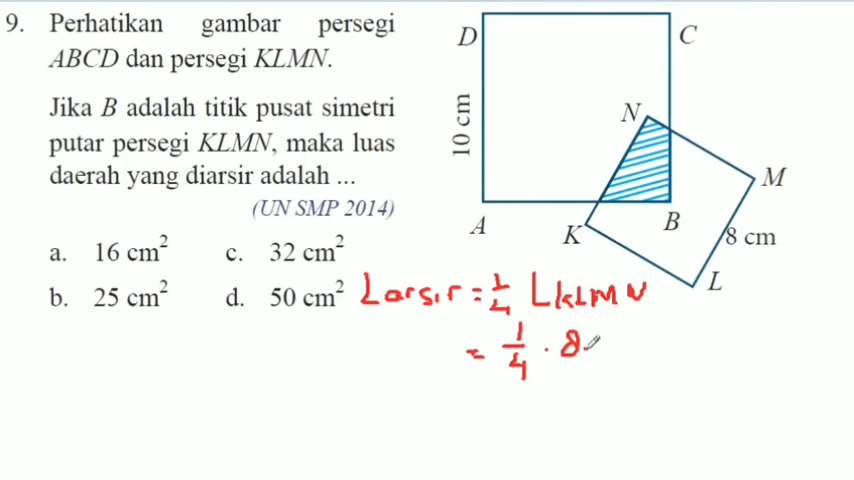 9. Perhatikan gambar persegi
ABCD dan persegi KLMN.
Jika B adalah titik pusat simetri
putar persegi KLMN, maka luas
daerah yang diarsir adalah ...
(UN SMP 2014)
a. 16 cm² c. 32 cm²
b. 25 cm² d. 50 cm²
D
C
10 cm
N
M
A
K
B
8 cm
L
Larsir = 1/4 LKLMN
= 1/4 . 8